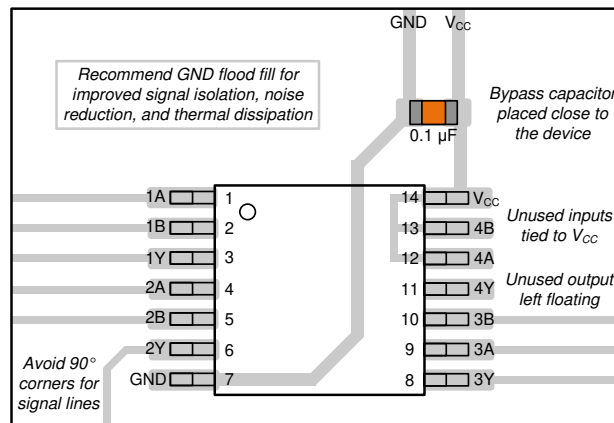 GND VCC
Recommend GND flood fill for
improved signal isolation, noise
reduction, and thermal dissipation
Bypass capacitor
placed close to
the device
0.1 µF
1A 1 14 VCC
1B 2 13 4B
1Y 3 12 4A
2A 4 11 4Y
2B 5 10 3B
2Y 6 9 3A
GND 7 8 3Y
Unused inputs
tied to VCC
Unused output
left floating
Avoid 90°
corners for
signal lines